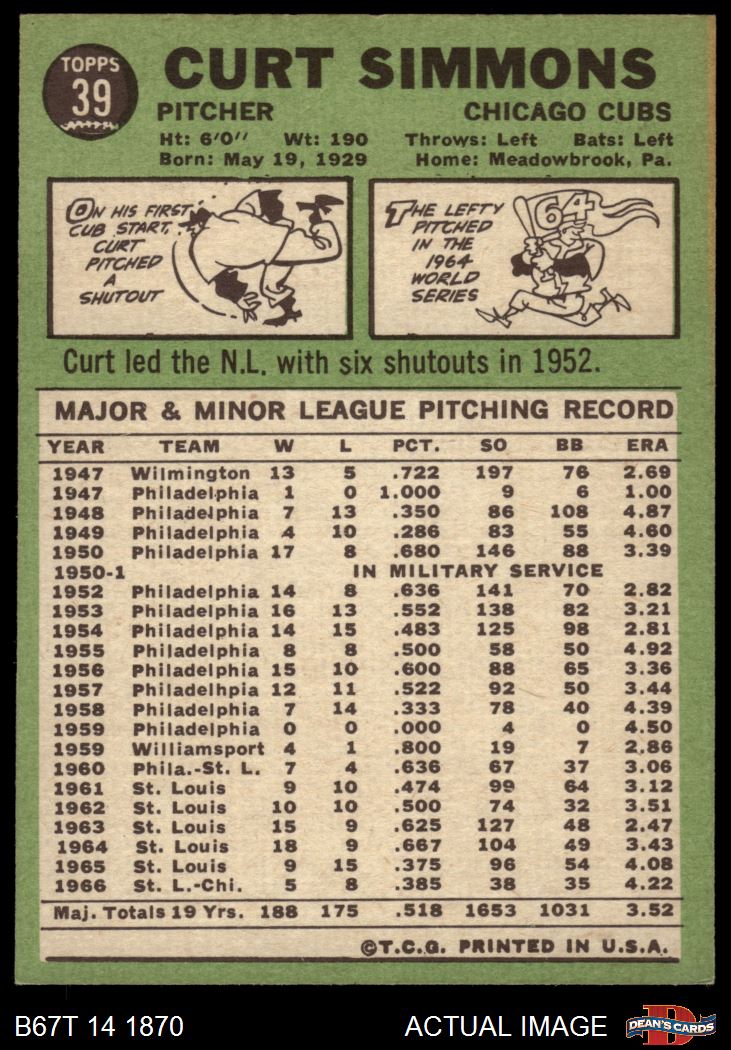 TOPPS
39
CURT SIMMONS
PITCHER CHICAGO CUBS
Ht: 6'0" Wt: 190 Throws: Left Bats: Left
Born: May 19, 1929 Home: Meadowbrook, Pa.
ON HIS FIRST
CUB START,
CURT
PITCHED
A
SHUTOUT
THE LEFTY
PITCHED
IN THE
1964
WORLD
SERIES
64
Curt led the N.L. with six shutouts in 1952.
MAJOR & MINOR LEAGUE PITCHING RECORD
YEAR TEAM W L PCT. SO BB ERA
1947 Wilmington 13 5 .722 197 76 2.69
1947 Philadelphia 1 0 1.000 9 6 1.00
1948 Philadelphia 7 13 .350 86 108 4.87
1949 Philadelphia 4 10 .286 83 55 4.60
1950 Philadelphia 17 8 .680 146 88 3.39
1950-1 IN MILITARY SERVICE
1952 Philadelphia 14 8 .636 141 70 2.82
1953 Philadelphia 16 13 .552 138 82 3.21
1954 Philadelphia 14 15 .483 125 98 2.81
1955 Philadelphia 8 8 .500 58 50 4.92
1956 Philadelphia 15 10 .600 88 65 3.36
1957 Philadelhpia 12 11 .522 92 50 3.44
1958 Philadelphia 7 14 .333 78 40 4.39
1959 Philadelphia 0 0 .000 4 0 4.50
1959 Williamsport 4 1 .800 19 7 2.86
1960 Phila.-St. L. 7 4 .636 67 37 3.06
1961 St. Louis 9 10 .474 99 64 3.12
1962 St. Louis 10 10 .500 74 32 3.51
1963 St. Louis 15 9 .625 127 48 2.47
1964 St. Louis 18 9 .667 104 49 3.43
1965 St. Louis 9 15 .375 96 54 4.08
1966 St. L.-Chi. 5 8 .385 38 35 4.22
Maj. Totals 19 Yrs. 188 175 .518 1653 1031 3.52
©T.C.G. PRINTED IN U.S.A.
B67T 14 1870 ACTUAL IMAGE D DEAN'S CARDS